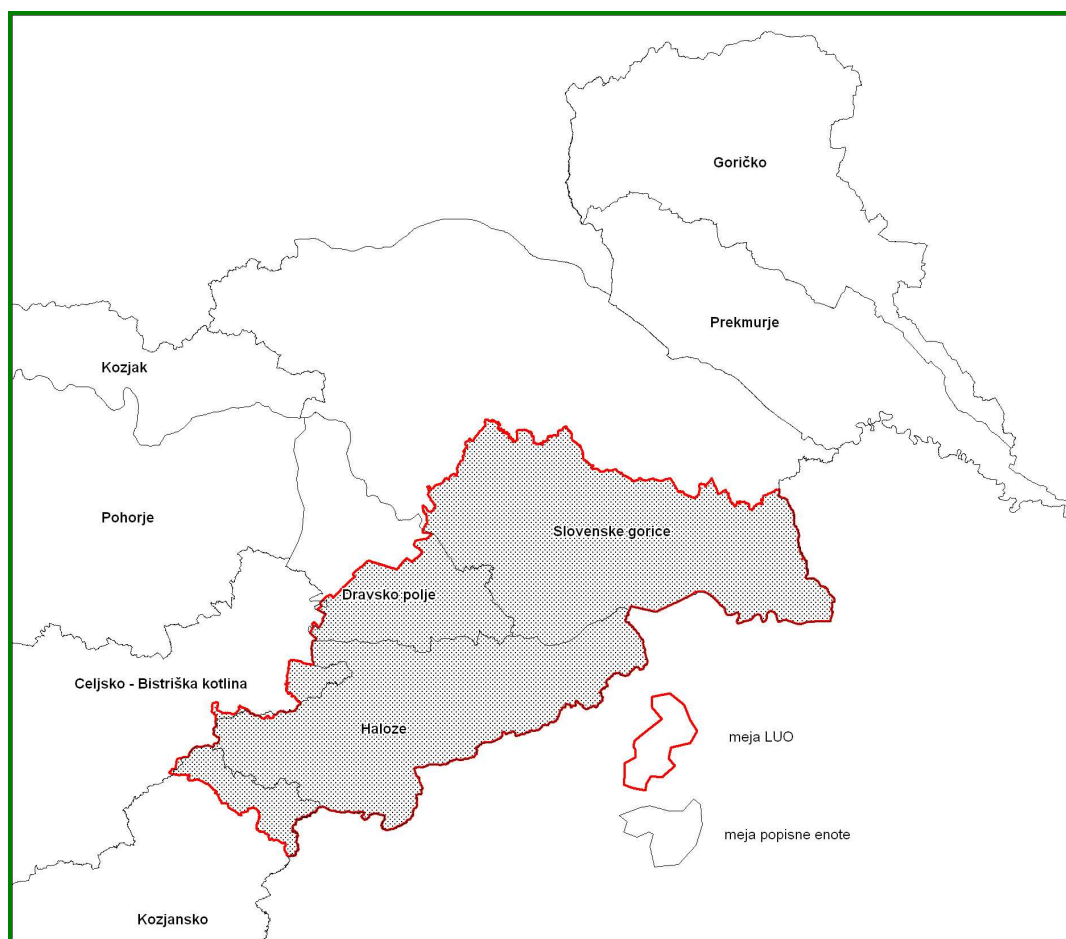 Goričko
Prekmurje
Kozjak
Pohorje
Slovenske gorice
Dravsko polje
Celjsko - Bistriška kotlina
Haloze
meja LUO
meja popisne enote
Kozjansko